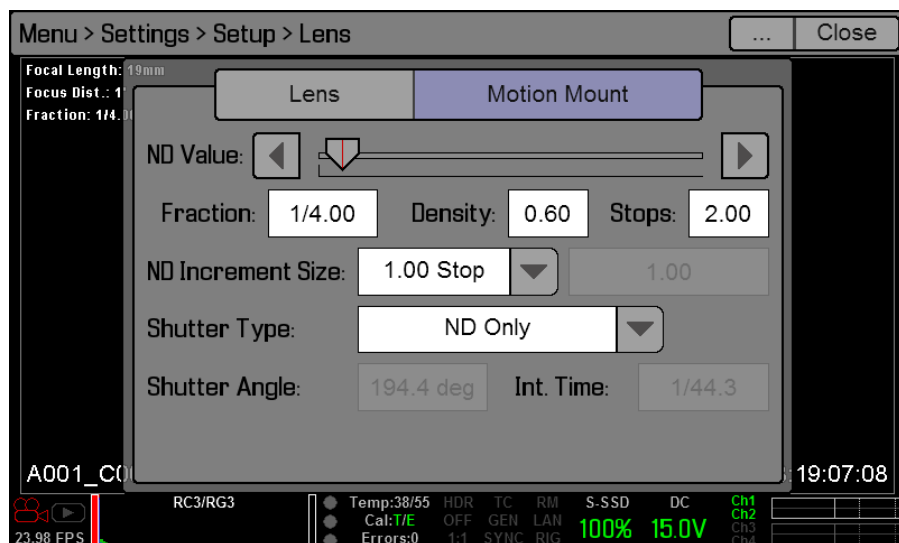 Menu > Settings > Setup > Lens
... Close
Focal Length: 19mm
Focus Dist.: 1'
Fraction: 1/4.00
Lens Motion Mount
ND Value:
Fraction: 1/4.00 Density: 0.60 Stops: 2.00
ND Increment Size: 1.00 Stop 1.00
Shutter Type: ND Only
Shutter Angle: 194.4 deg Int. Time: 1/44.3
A001_C0 :19:07:08
RC3/RG3 Temp:38/55 HDR TC RM S-SSD DC Ch1
Cal:T/E OFF GEN LAN 100% 15.0V Ch2
23.98 FPS Errors:0 1:1 SYNC RIG Ch3
Ch4